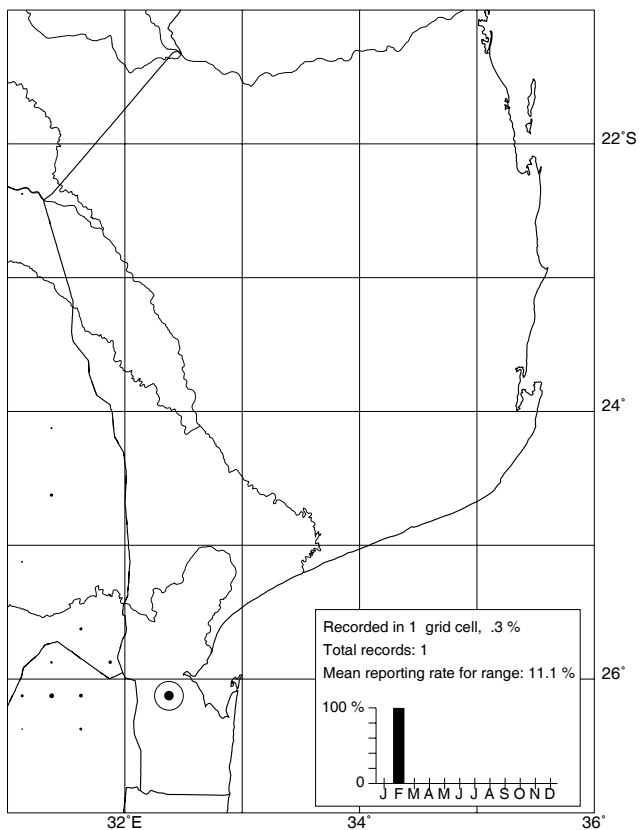 22˚S
24˚
26˚
Recorded in 1 grid cell, .3 %
Total records: 1
Mean reporting rate for range: 11.1 %
100 %
0
J F M A M J J A S O N D
32˚E 34˚ 36˚